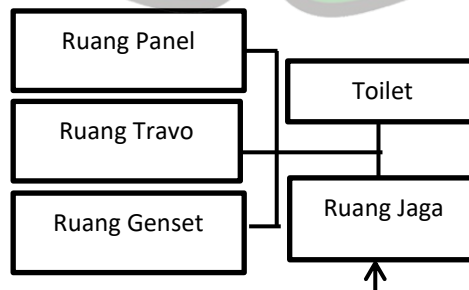 Ruang Panel
Toilet
Ruang Travo
Ruang Jaga
Ruang Genset